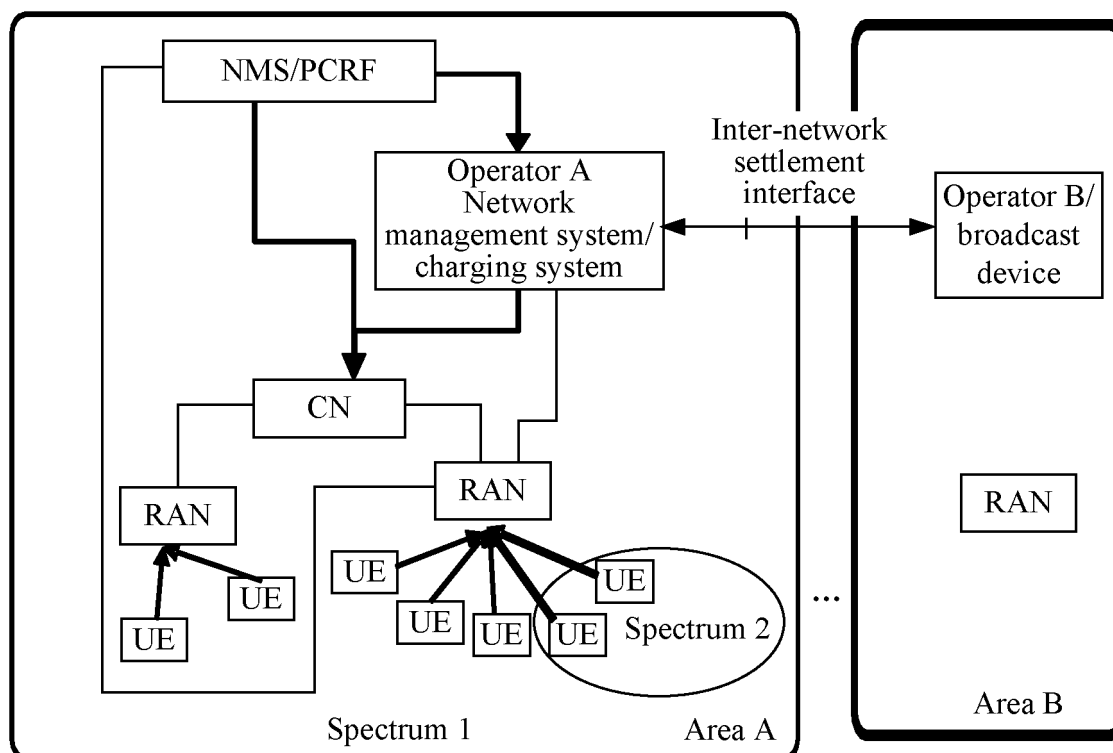 NMS/PCRF
Inter-network
settlement
interface
Operator A
Network
management system/
charging system
Operator B/
broadcast
device
CN
RAN
RAN
RAN
UE
UE
UE
UE
UE
UE
UE
Spectrum 2
...
Spectrum 1
Area A
Area B